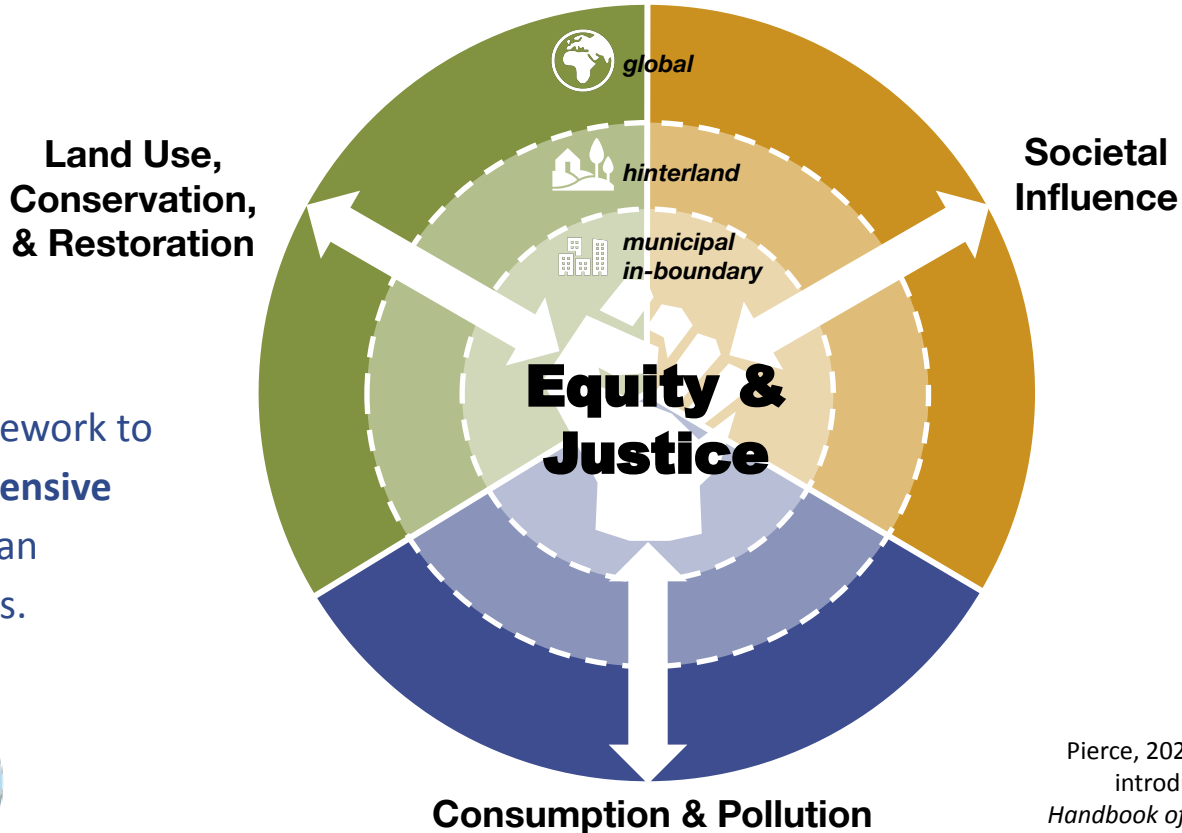 global
hinterland
municipal
in-boundary
Land Use,
Conservation,
& Restoration
Societal
Influence
Equity &
Justice
ework to
ensive
an
s.
Consumption & Pollution
Pierce, 202
introd
Handbook of